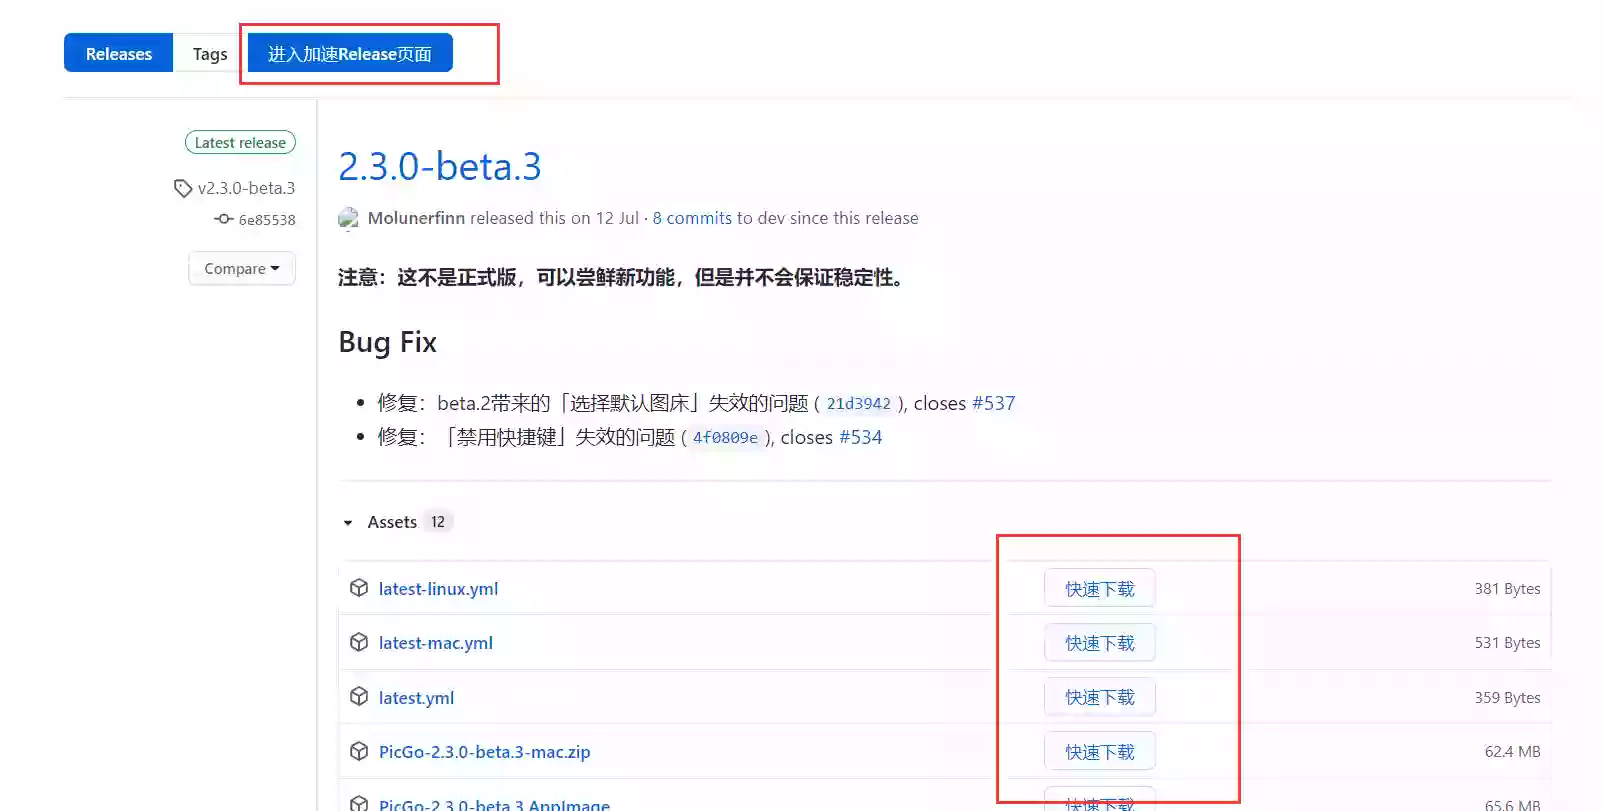 Releases Tags 进入加速Release页面
Latest release
v2.3.0-beta.3
6e85538
Compare
2.3.0-beta.3
Molunerfinn released this on 12 Jul · 8 commits to dev since this release
注意：这不是正式版，可以尝鲜新功能，但是并不会保证稳定性。
Bug Fix
修复：beta.2带来的「选择默认图床」失效的问题 ( 21d3942 ), closes #537
修复：「禁用快捷键」失效的问题 ( 4f0809e ), closes #534
Assets 12
latest-linux.yml 快速下载 381 Bytes
latest-mac.yml 快速下载 531 Bytes
latest.yml 快速下载 359 Bytes
PicGo-2.3.0-beta.3-mac.zip 快速下载 62.4 MB
PicGo-2.3.0-beta.3.AppImage 快速下载 65.6 MB